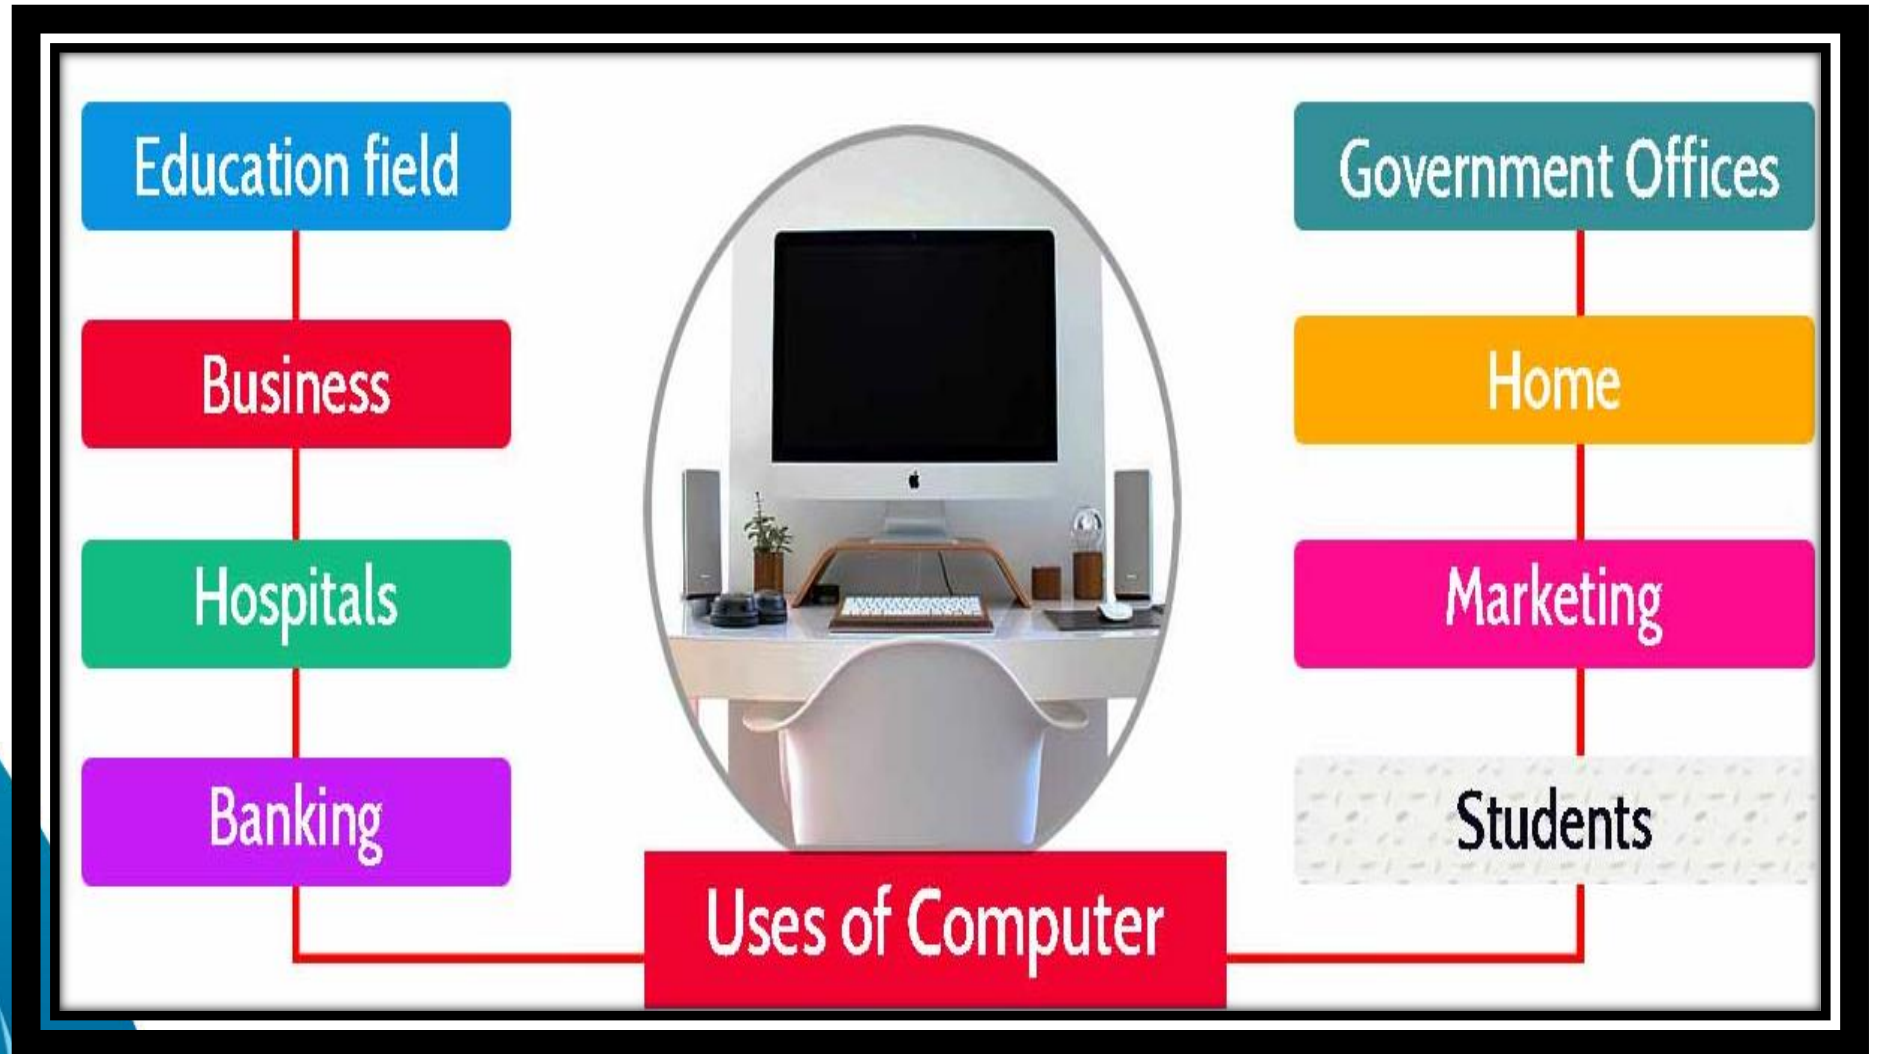 Education field
Business
Hospitals
Banking
Government Offices
Home
Marketing
Students
Uses of Computer